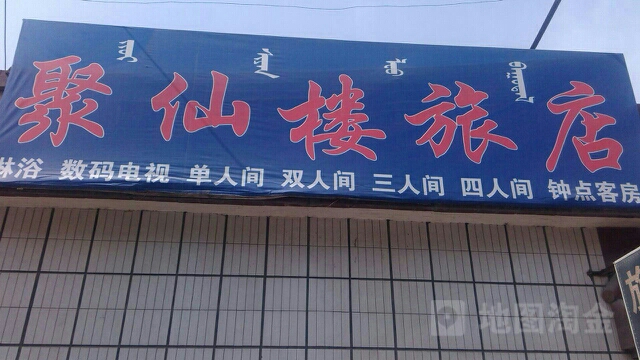 聚仙楼旅店
淋浴 数码电视 单人间 双人间 三人间 四人间 钟点客房
地图淘金